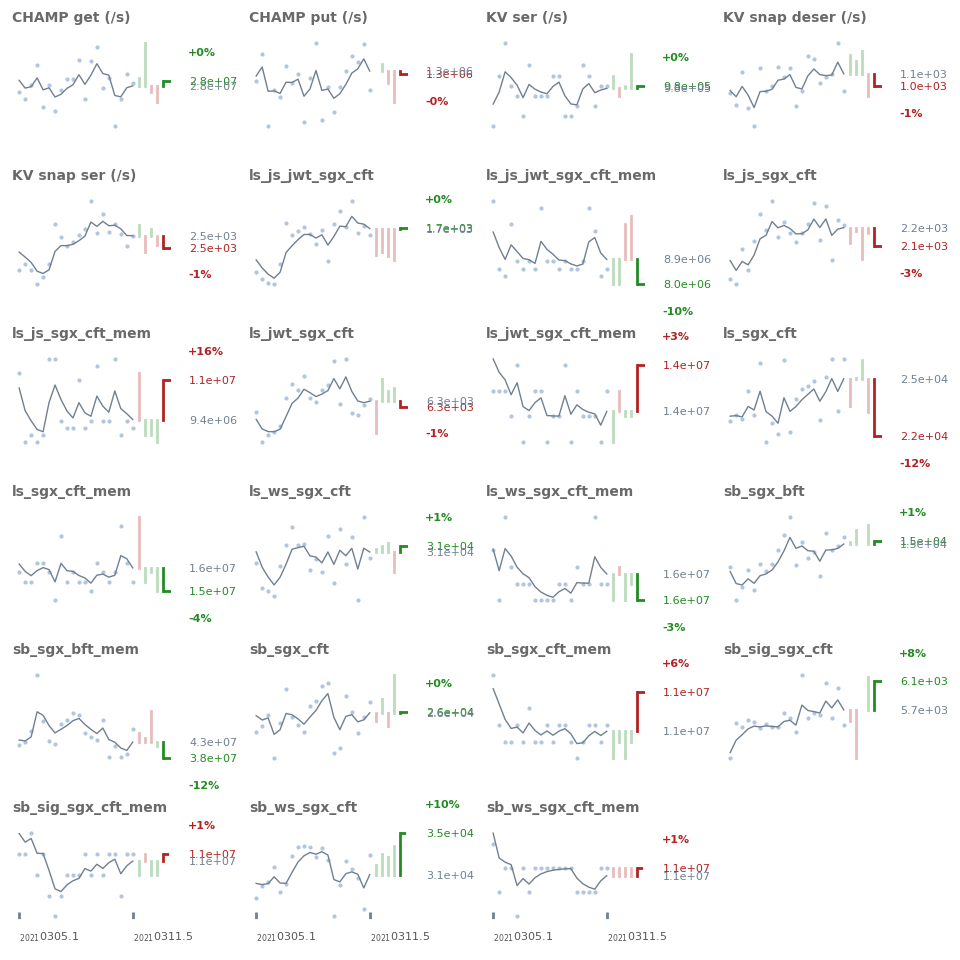 CHAMP get (/s)
+0%
2.8e+07
2.8e+07
CHAMP put (/s)
1.3e+06
1.3e+06
-0%
KV ser (/s)
+0%
9.8e+05
9.8e+05
KV snap deser (/s)
1.1e+03
1.0e+03
-1%
KV snap ser (/s)
2.5e+03
2.5e+03
-1%
ls_js_jwt_sgx_cft
+0%
1.7e+03
1.7e+03
ls_js_jwt_sgx_cft_mem
8.9e+06
8.0e+06
-10%
ls_js_sgx_cft
2.2e+03
2.1e+03
-3%
ls_js_sgx_cft_mem
+16%
1.1e+07
9.4e+06
ls_jwt_sgx_cft
6.3e+03
6.3e+03
-1%
ls_jwt_sgx_cft_mem
+3%
1.4e+07
1.4e+07
ls_sgx_cft
2.5e+04
2.2e+04
-12%
ls_sgx_cft_mem
1.6e+07
1.5e+07
-4%
ls_ws_sgx_cft
+1%
3.1e+04
3.1e+04
ls_ws_sgx_cft_mem
1.6e+07
1.6e+07
-3%
sb_sgx_bft
+1%
1.5e+04
1.5e+04
sb_sgx_bft_mem
4.3e+07
3.8e+07
-12%
sb_sgx_cft
+0%
2.6e+04
2.6e+04
sb_sgx_cft_mem
+6%
1.1e+07
1.1e+07
sb_sig_sgx_cft
+8%
6.1e+03
5.7e+03
sb_sig_sgx_cft_mem
+1%
1.1e+07
1.1e+07
sb_ws_sgx_cft
+10%
3.5e+04
3.1e+04
sb_ws_sgx_cft_mem
+1%
1.1e+07
1.1e+07
2021 0305.1
2021 0311.5
2021 0305.1
2021 0311.5
2021 0305.1
2021 0311.5